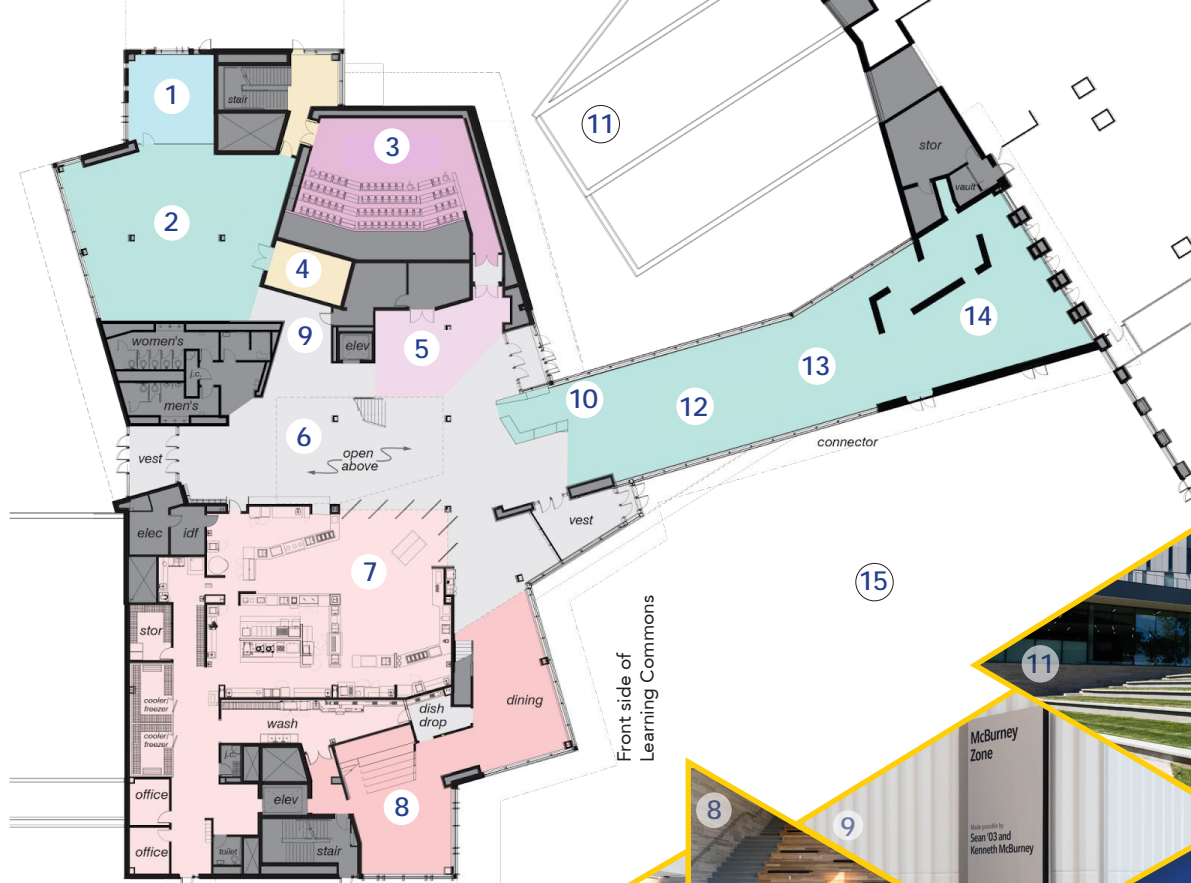 1
stair
11
3
stor
vault
2
4
women's
9
elev
5
14
j.c.
13
men's
10
12
6
connector
open
above
vest
elec
idf
vest
7
15
stor
Front side of
Learning Commons
11
cooler/
freezer
dining
dish
drop
wash
McBurney
Zone
cooler/
freezer
j.c.
office
elev
8
8
9
Made possible by
Sean '03 and
Kenneth McBurney
office
toilet
stair